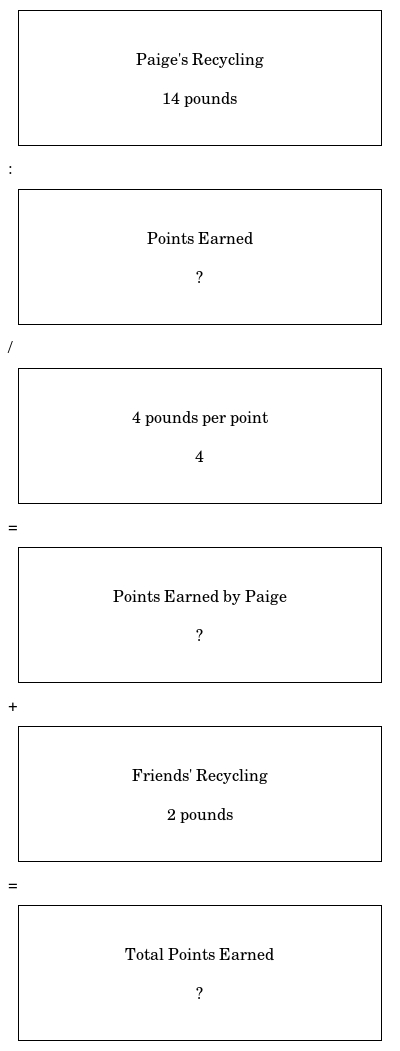 Paige's Recycling
14 pounds
:
Points Earned
?
/
4 pounds per point
4
=
Points Earned by Paige
?
+
Friends' Recycling
2 pounds
=
Total Points Earned
?